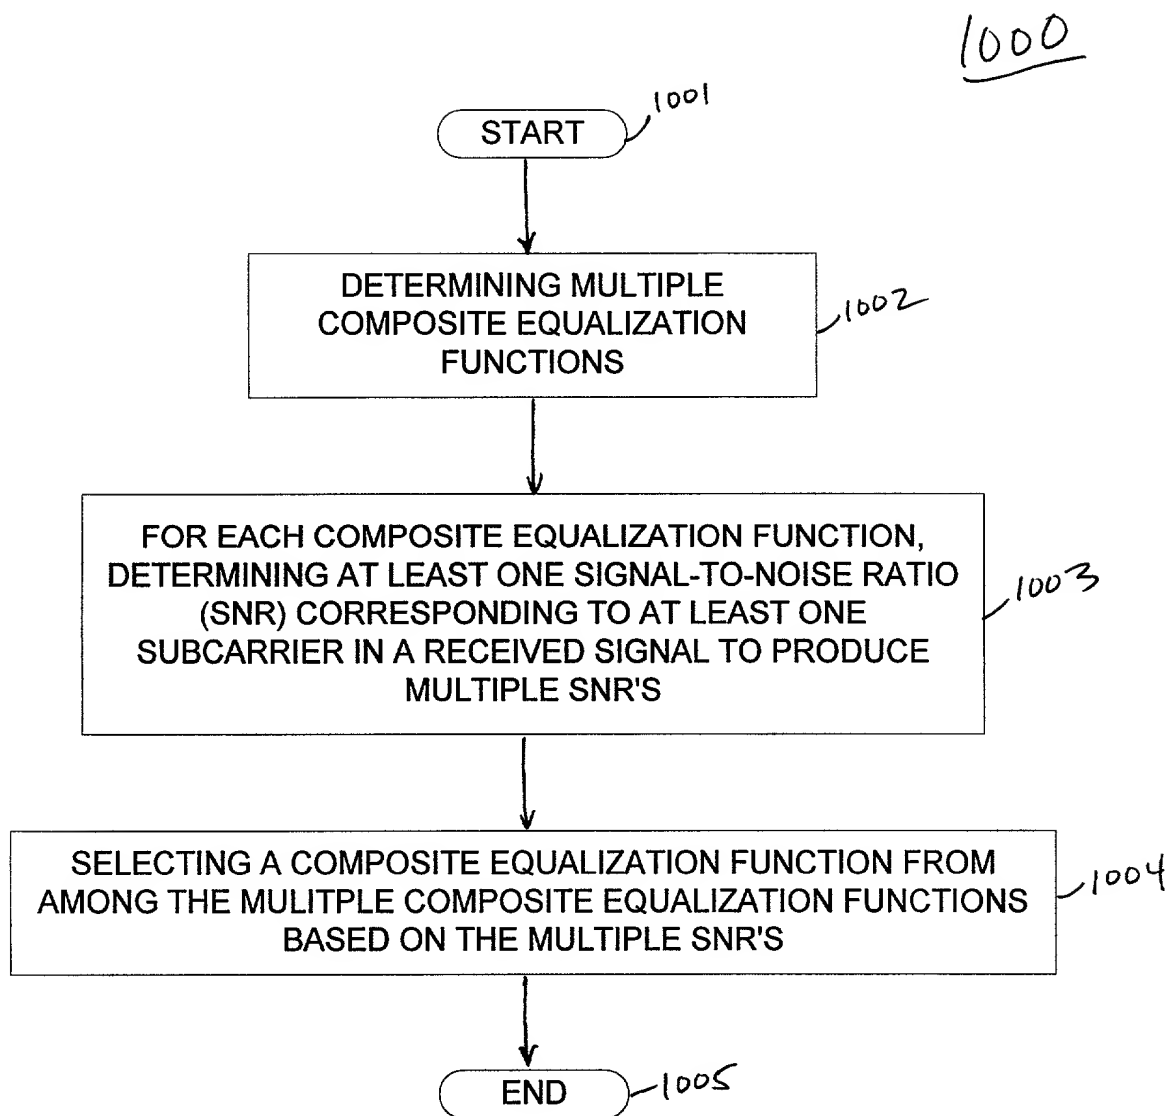 1000
1001
START
DETERMINING MULTIPLE
COMPOSITE EQUALIZATION
FUNCTIONS
1002
FOR EACH COMPOSITE EQUALIZATION FUNCTION,
DETERMINING AT LEAST ONE SIGNAL-TO-NOISE RATIO
(SNR) CORRESPONDING TO AT LEAST ONE
SUBCARRIER IN A RECEIVED SIGNAL TO PRODUCE
MULTIPLE SNR'S
1003
SELECTING A COMPOSITE EQUALIZATION FUNCTION FROM
AMONG THE MULITPLE COMPOSITE EQUALIZATION FUNCTIONS
BASED ON THE MULTIPLE SNR'S
1004
END
1005